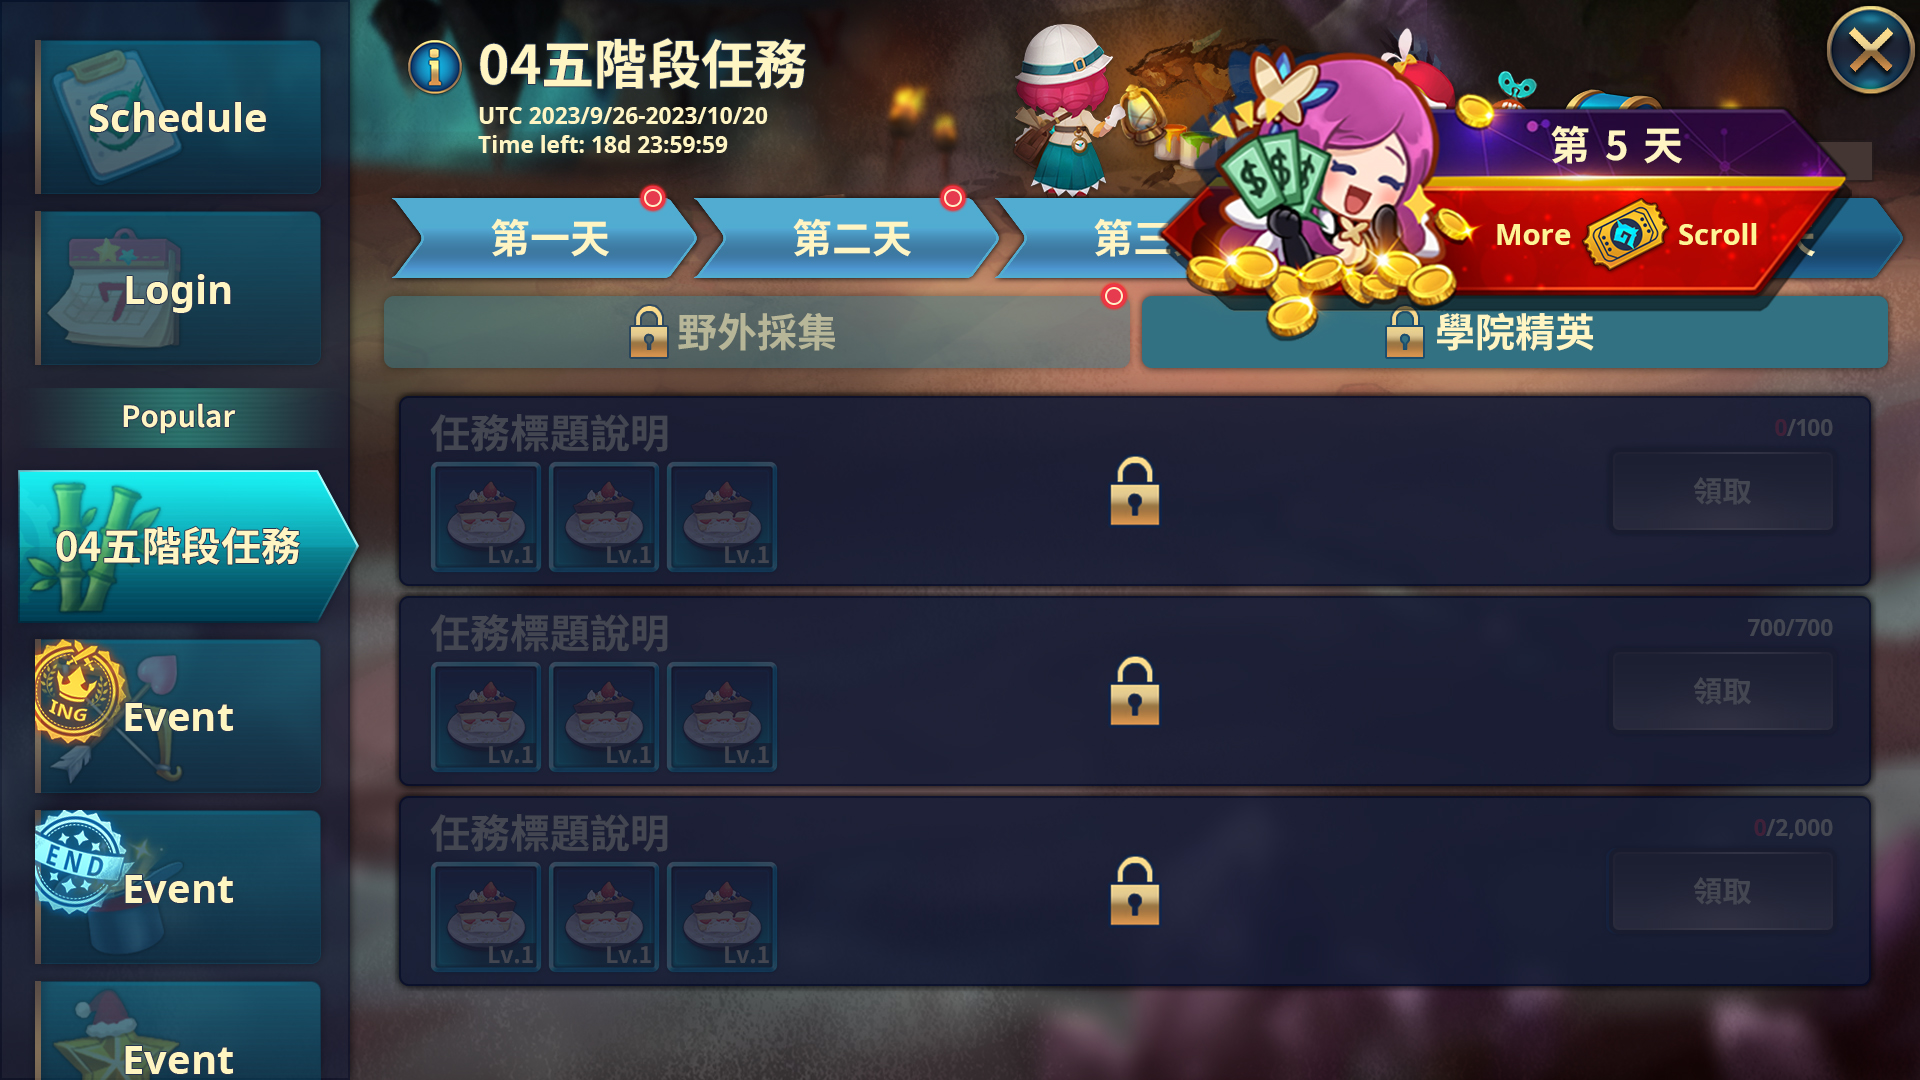 Schedule
Login
Popular
04五階段任務
ING
Event
END
Event
Event
04五階段任務
UTC 2023/9/26-2023/10/20
Time left: 18d 23:59:59
第 5 天
More
Scroll
第一天
第二天
第三
野外採集
學院精英
任務標題說明
0/100
Lv.1
Lv.1
Lv.1
領取
任務標題說明
700/700
Lv.1
Lv.1
Lv.1
領取
任務標題說明
0/2,000
Lv.1
Lv.1
Lv.1
領取